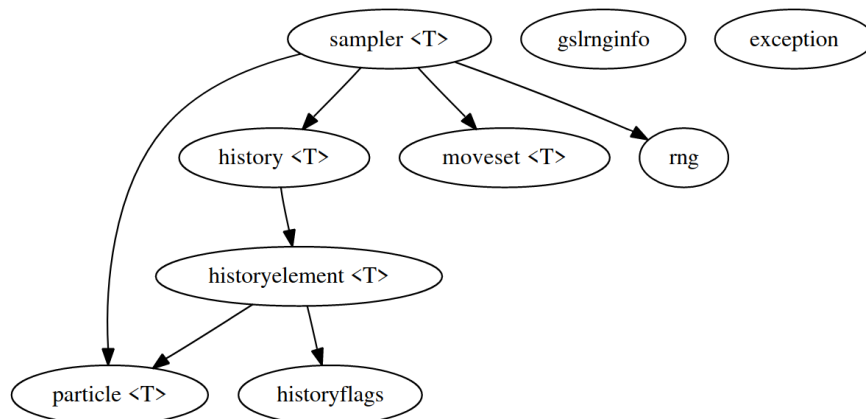 sampler <T>
gslrnginfo
exception
history <T>
moveset <T>
rng
historyelement <T>
particle <T>
historyflags